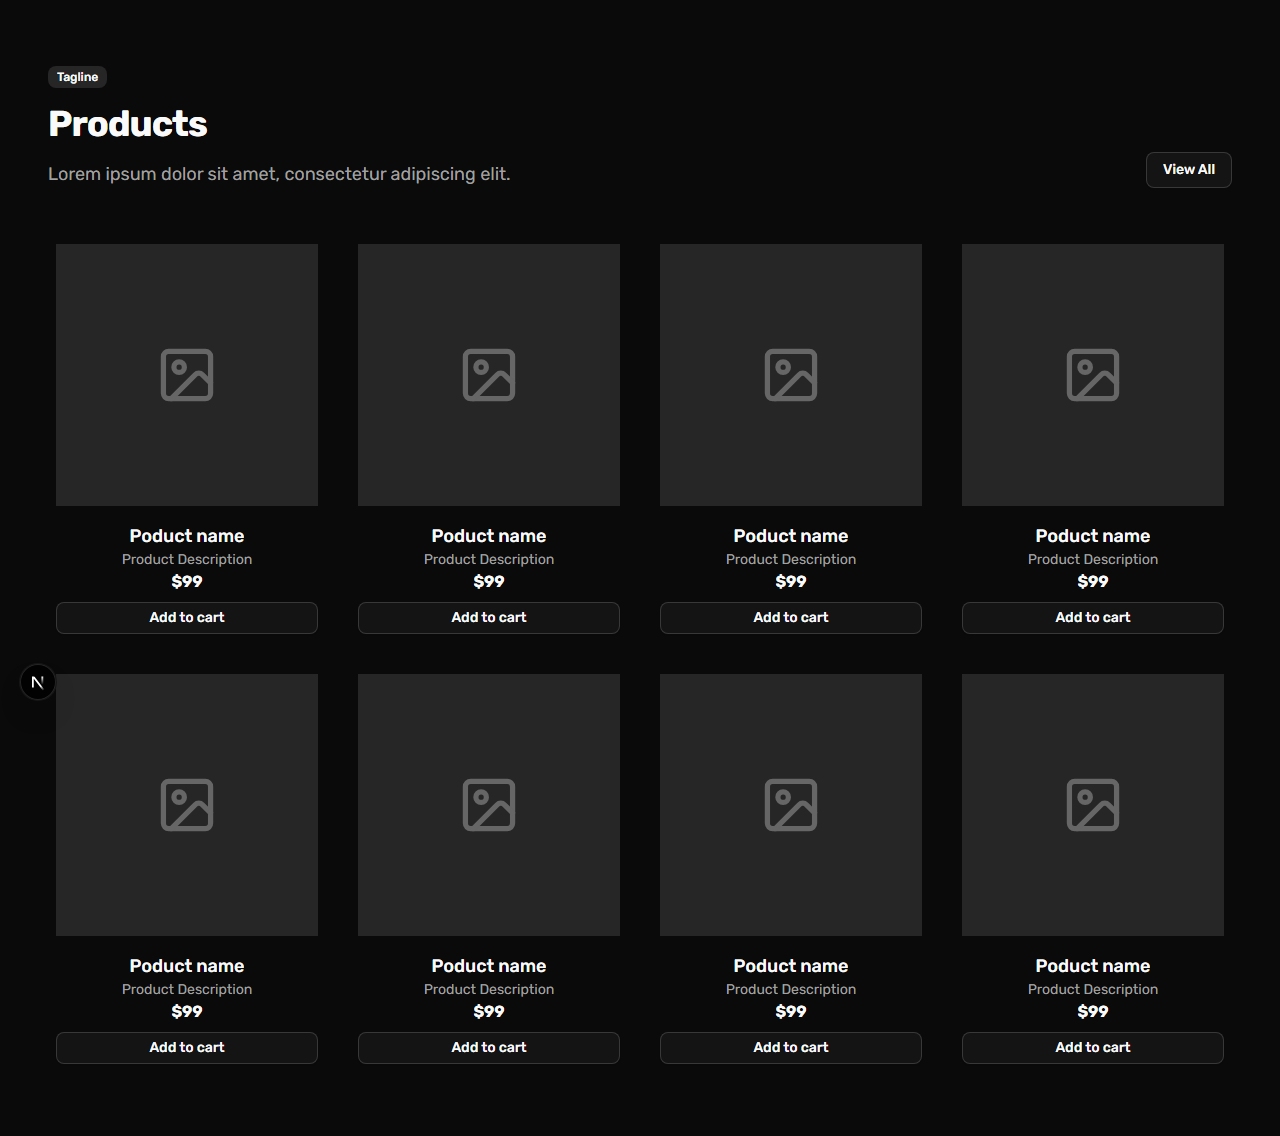 Tagline
Products
Lorem ipsum dolor sit amet, consectetur adipiscing elit.
View All
Poduct name
Product Description
$99
Add to cart
Poduct name
Product Description
$99
Add to cart
Poduct name
Product Description
$99
Add to cart
Poduct name
Product Description
$99
Add to cart
N
Poduct name
Product Description
$99
Add to cart
Poduct name
Product Description
$99
Add to cart
Poduct name
Product Description
$99
Add to cart
Poduct name
Product Description
$99
Add to cart